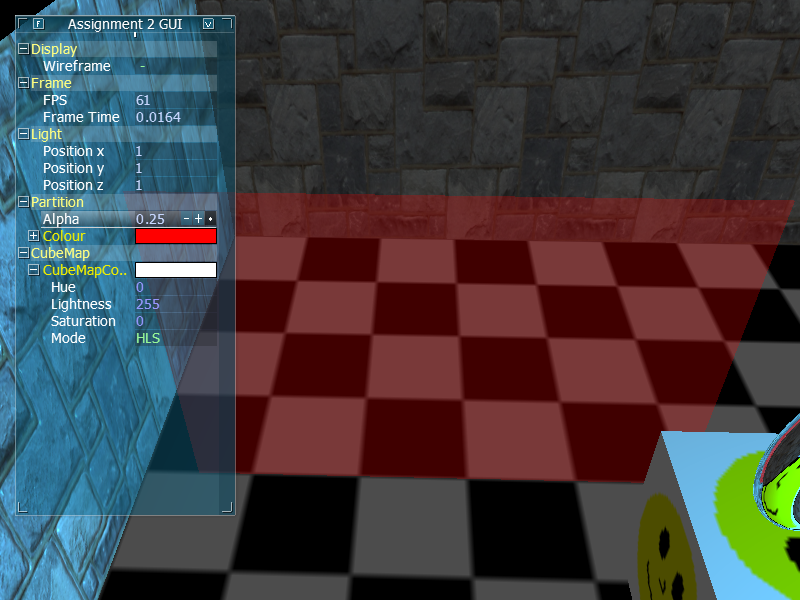 Assignment 2 GUI
Display
Wireframe -
Frame
FPS 61
Frame Time 0.0164
Light
Position x 1
Position y 1
Position z 1
Partition
Alpha 0.25 - +
Colour
CubeMap
CubeMapCo..
Hue 0
Lightness 255
Saturation 0
Mode HLS